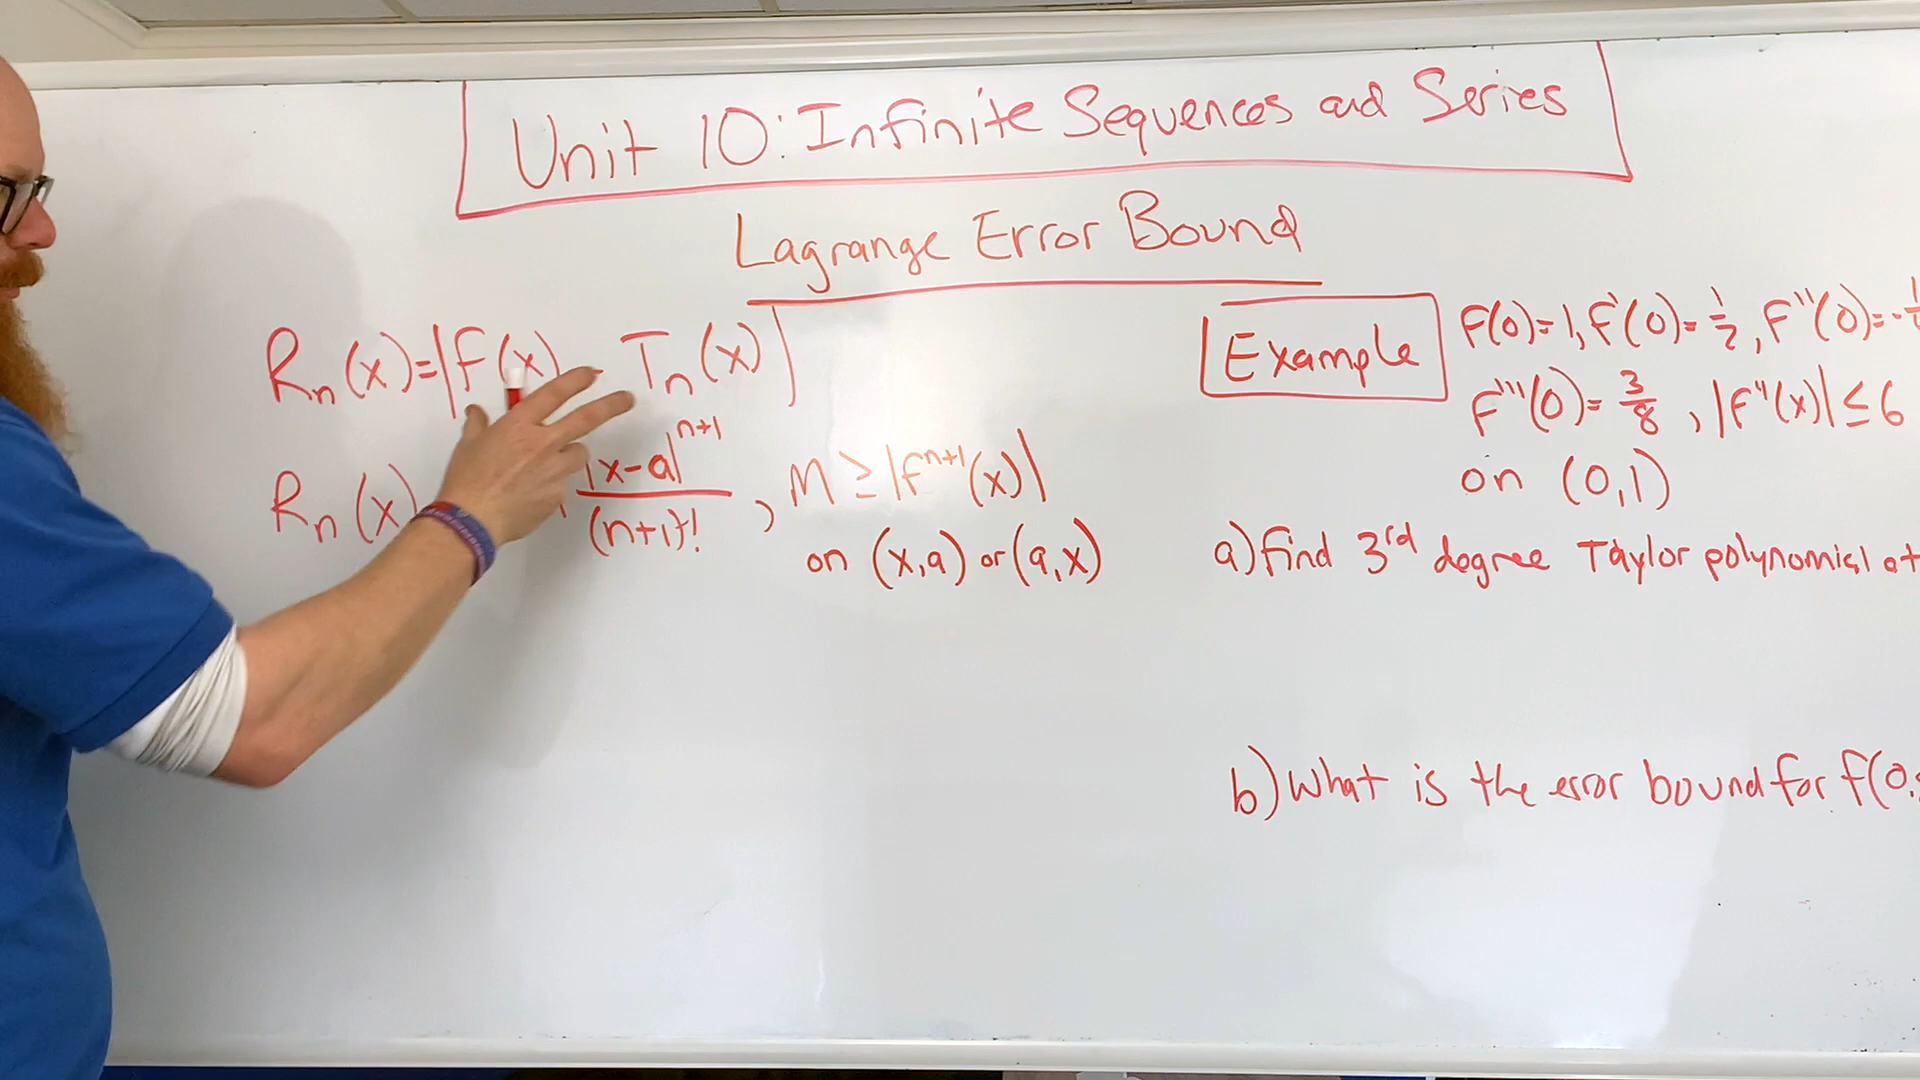 Unit 10: Infinite Sequences and Series
Lagrange Error Bound
Rₙ(x)=|F(x) - Tₙ(x)|
Rₙ(x) |x-a|ⁿ⁺¹/(n+1)!, M ≥ |fⁿ⁺¹(x)|
on (x,a) or (a,x)
Example
F(0)=1, F'(0)=1/2, F''(0)=-
F'''(0)=3/8, |F⁴(x)| ≤ 6
on (0,1)
a) Find 3rd degree Taylor polynomial at
b) What is the error bound for f(0.